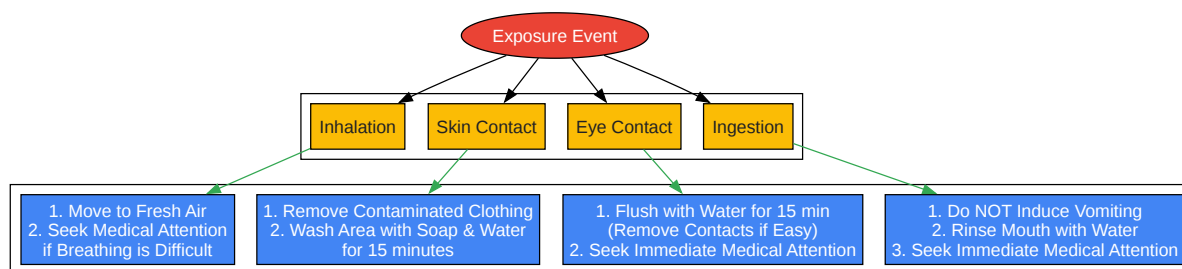 Exposure Event
Inhalation
Skin Contact
Eye Contact
Ingestion
1. Move to Fresh Air
2. Seek Medical Attention
if Breathing is Difficult
1. Remove Contaminated Clothing
2. Wash Area with Soap & Water
for 15 minutes
1. Flush with Water for 15 min
(Remove Contacts if Easy)
2. Seek Immediate Medical Attention
1. Do NOT Induce Vomiting
2. Rinse Mouth with Water
3. Seek Immediate Medical Attention